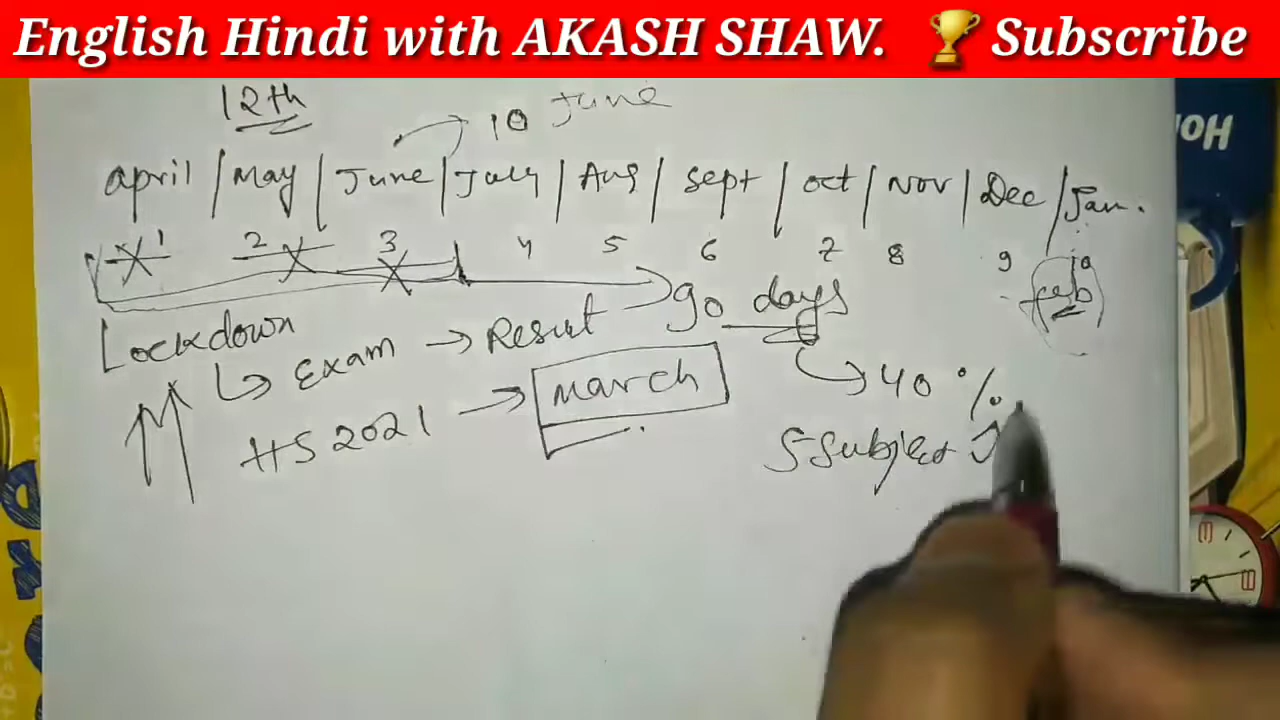 English Hindi with AKASH SHAW. 🏆 Subscribe
12th
10 June
april / May / June / July / Aug / Sept / oct / Nov / Dec / Jan.
1 2 3 4 5 6 7 8 9 10
feb
90 days
Lockdown
Exam → Result
40 %
HS 2021 → March
5 Subject
HO